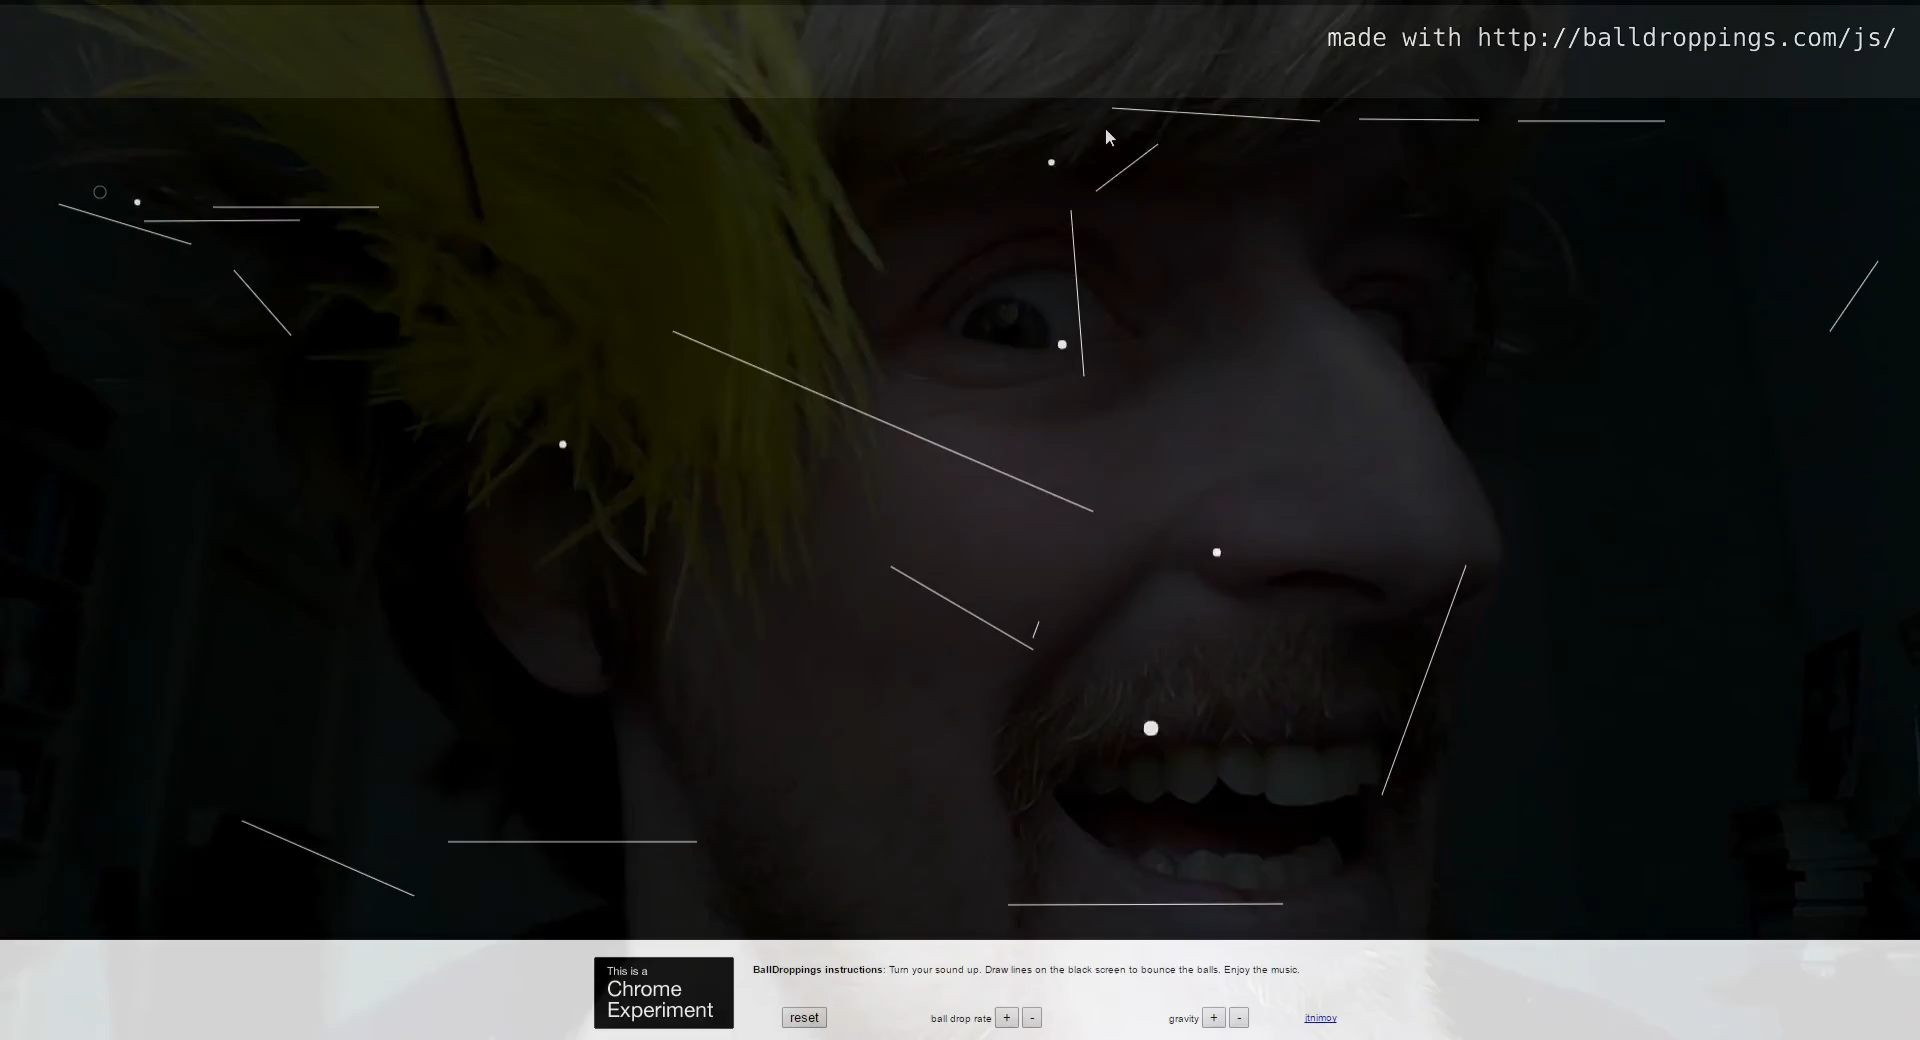 made with http://balldroppings.com/js/
This is a
Chrome
Experiment
BallDroppings instructions: Turn your sound up. Draw lines on the black screen to bounce the balls. Enjoy the music.
reset
ball drop rate + -
gravity + -
jtnimoy